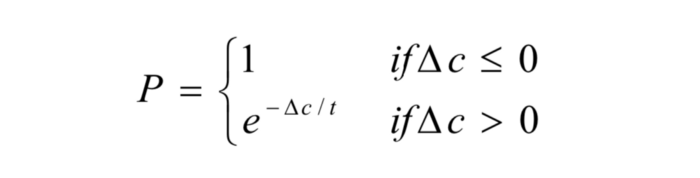 P = { 1 if Δc ≤ 0
e^{-Δc/t} if Δc > 0